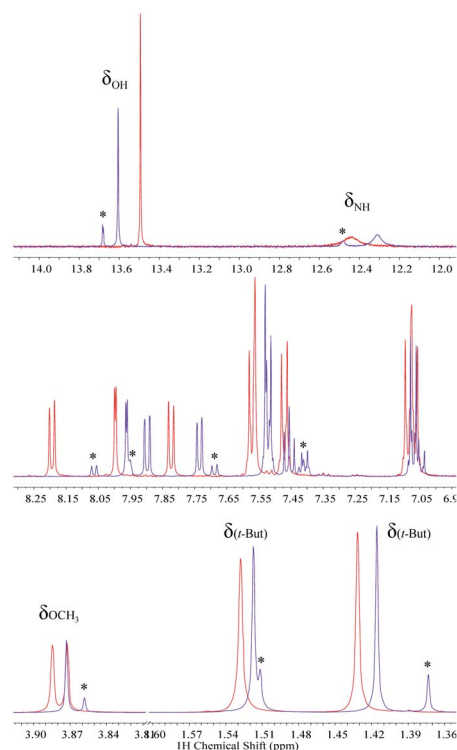 δOH
*
δNH
*
14.0 13.8 13.6 13.4 13.2 13.0 12.8 12.6 12.4 12.2 12.0
* * * *
8.25 8.15 8.05 7.95 7.85 7.75 7.65 7.55 7.45 7.35 7.25 7.15 7.05 6.9
δ(t-But) δ(t-But)
δOCH3
* * *
3.90 3.87 3.84 1.57 1.54 1.51 1.48 1.45 1.42 1.39 1.36
1H Chemical Shift (ppm)